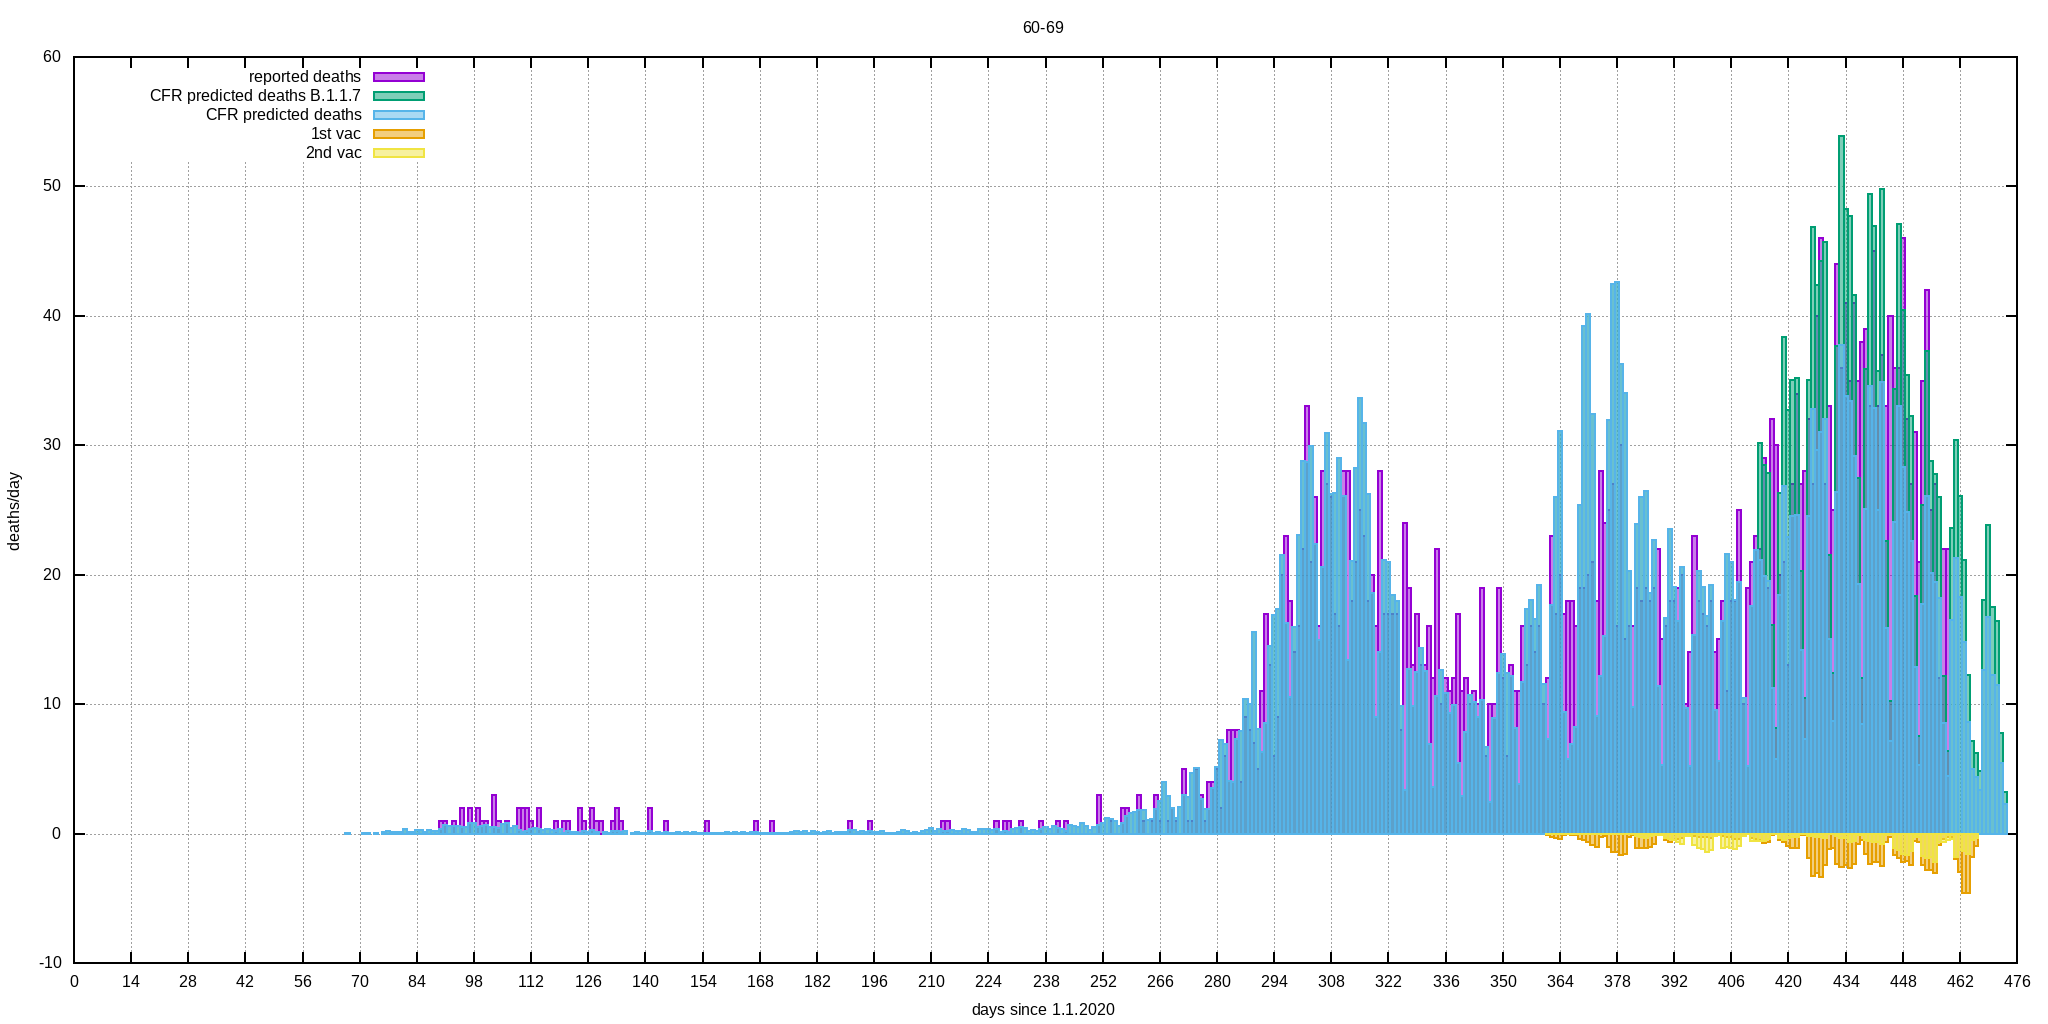 60-69
reported deaths
CFR predicted deaths B.1.1.7
CFR predicted deaths
1st vac
2nd vac
60
50
40
30
20
10
0
-10
deaths/day
0 14 28 42 56 70 84 98 112 126 140 154 168 182 196 210 224 238 252 266 280 294 308 322 336 350 364 378 392 406 420 434 448 462 476
days since 1.1.2020